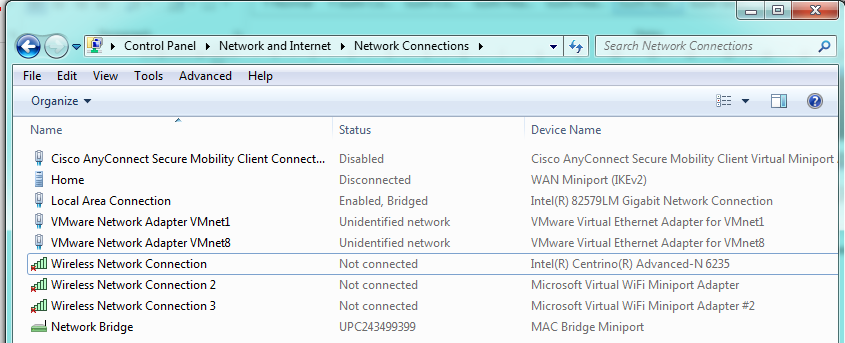 Control Panel Network and Internet Network Connections Search Network Connections
File Edit View Tools Advanced Help
Organize
Name Status Device Name
Cisco AnyConnect Secure Mobility Client Connect... Disabled Cisco AnyConnect Secure Mobility Client Virtual Miniport
Home Disconnected WAN Miniport (IKEv2)
Local Area Connection Enabled, Bridged Intel(R) 82579LM Gigabit Network Connection
VMware Network Adapter VMnet1 Unidentified network VMware Virtual Ethernet Adapter for VMnet1
VMware Network Adapter VMnet8 Unidentified network VMware Virtual Ethernet Adapter for VMnet8
Wireless Network Connection Not connected Intel(R) Centrino(R) Advanced-N 6235
Wireless Network Connection 2 Not connected Microsoft Virtual WiFi Miniport Adapter
Wireless Network Connection 3 Not connected Microsoft Virtual WiFi Miniport Adapter #2
Network Bridge UPC243499399 MAC Bridge Miniport